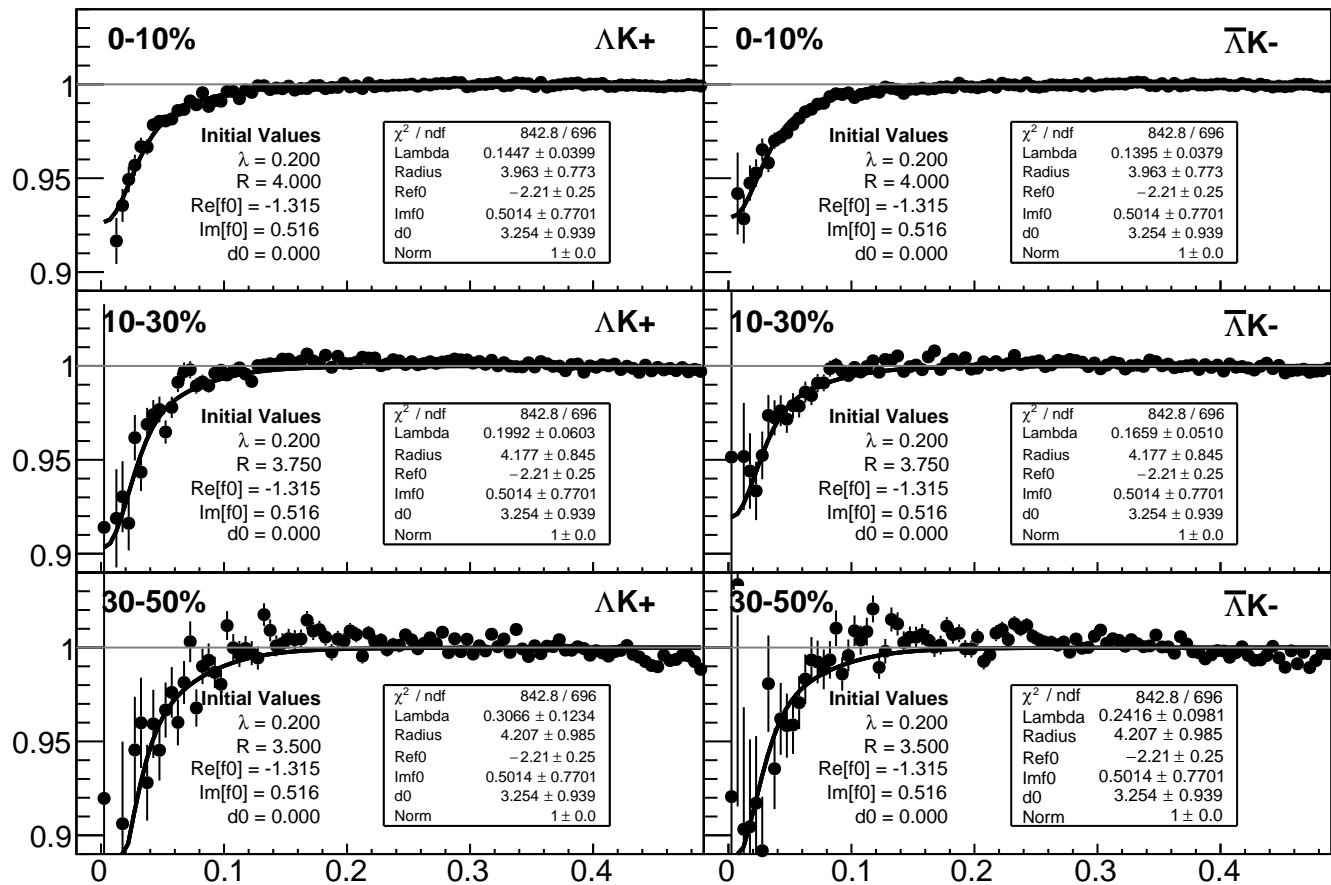 0-10% ΛK+
1
0.95
0.9
Initial Values
λ = 0.200
R = 4.000
Re[f0] = -1.315
Im[f0] = 0.516
d0 = 0.000
χ² / ndf 842.8 / 696
Lambda 0.1447 ± 0.0399
Radius 3.963 ± 0.773
Ref0 −2.21 ± 0.25
Imf0 0.5014 ± 0.7701
d0 3.254 ± 0.939
Norm 1 ± 0.0
0-10% Λ̅K-
Initial Values
λ = 0.200
R = 4.000
Re[f0] = -1.315
Im[f0] = 0.516
d0 = 0.000
χ² / ndf 842.8 / 696
Lambda 0.1395 ± 0.0379
Radius 3.963 ± 0.773
Ref0 −2.21 ± 0.25
Imf0 0.5014 ± 0.7701
d0 3.254 ± 0.939
Norm 1 ± 0.0
10-30% ΛK+
1
0.95
0.9
Initial Values
λ = 0.200
R = 3.750
Re[f0] = -1.315
Im[f0] = 0.516
d0 = 0.000
χ² / ndf 842.8 / 696
Lambda 0.1992 ± 0.0603
Radius 4.177 ± 0.845
Ref0 −2.21 ± 0.25
Imf0 0.5014 ± 0.7701
d0 3.254 ± 0.939
Norm 1 ± 0.0
10-30% Λ̅K-
Initial Values
λ = 0.200
R = 3.750
Re[f0] = -1.315
Im[f0] = 0.516
d0 = 0.000
χ² / ndf 842.8 / 696
Lambda 0.1659 ± 0.0510
Radius 4.177 ± 0.845
Ref0 −2.21 ± 0.25
Imf0 0.5014 ± 0.7701
d0 3.254 ± 0.939
Norm 1 ± 0.0
30-50% ΛK+
1
0.95
0.9
Initial Values
λ = 0.200
R = 3.500
Re[f0] = -1.315
Im[f0] = 0.516
d0 = 0.000
χ² / ndf 842.8 / 696
Lambda 0.3066 ± 0.1234
Radius 4.207 ± 0.985
Ref0 −2.21 ± 0.25
Imf0 0.5014 ± 0.7701
d0 3.254 ± 0.939
Norm 1 ± 0.0
30-50% Λ̅K-
Initial Values
λ = 0.200
R = 3.500
Re[f0] = -1.315
Im[f0] = 0.516
d0 = 0.000
χ² / ndf 842.8 / 696
Lambda 0.2416 ± 0.0981
Radius 4.207 ± 0.985
Ref0 −2.21 ± 0.25
Imf0 0.5014 ± 0.7701
d0 3.254 ± 0.939
Norm 1 ± 0.0
0 0.1 0.2 0.3 0.4 0 0.1 0.2 0.3 0.4